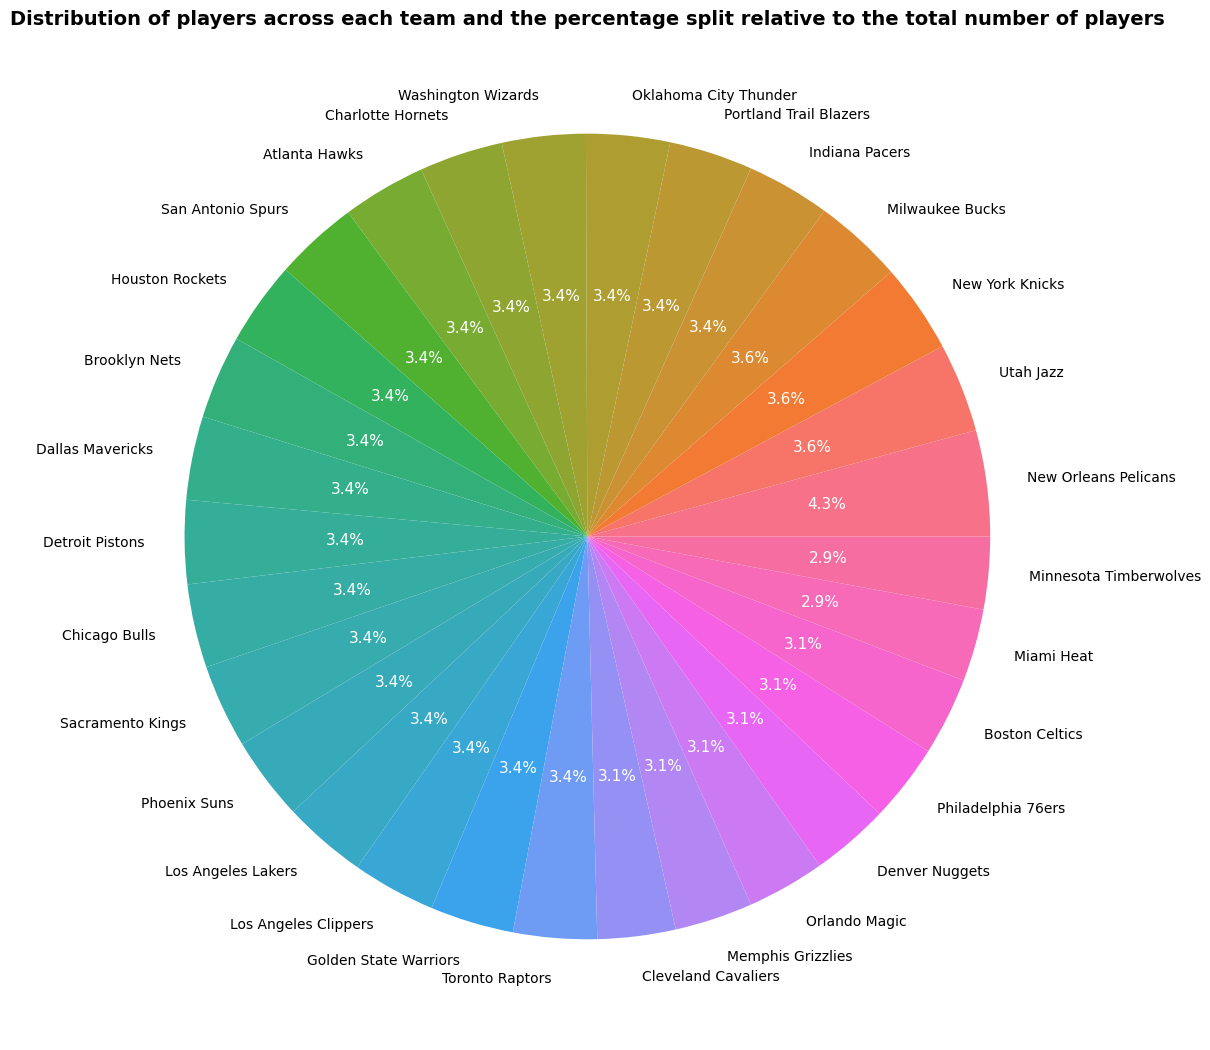 Distribution of players across each team and the percentage split relative to the total number of players
Washington Wizards
Oklahoma City Thunder
Charlotte Hornets
Portland Trail Blazers
Atlanta Hawks
Indiana Pacers
San Antonio Spurs
Milwaukee Bucks
Houston Rockets
New York Knicks
Brooklyn Nets
Utah Jazz
Dallas Mavericks
New Orleans Pelicans
Detroit Pistons
Minnesota Timberwolves
Chicago Bulls
Miami Heat
Sacramento Kings
Boston Celtics
Phoenix Suns
Philadelphia 76ers
Los Angeles Lakers
Denver Nuggets
Los Angeles Clippers
Orlando Magic
Golden State Warriors
Memphis Grizzlies
Toronto Raptors
Cleveland Cavaliers
3.4%
3.4%
3.4%
3.4%
3.4%
3.4%
3.4%
3.6%
3.4%
3.6%
3.4%
3.6%
3.4%
4.3%
3.4%
2.9%
3.4%
2.9%
3.4%
3.1%
3.4%
3.1%
3.4%
3.1%
3.4%
3.1%
3.4%
3.1%
3.4%
3.1%